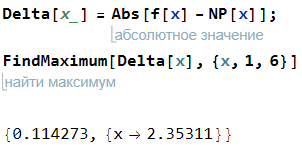 Delta[x_] = Abs[f[x] - NP[x]];
абсолютное значение
FindMaximum[Delta[x], {x, 1, 6}]
найти максимум
{0.114273, {x → 2.35311}}